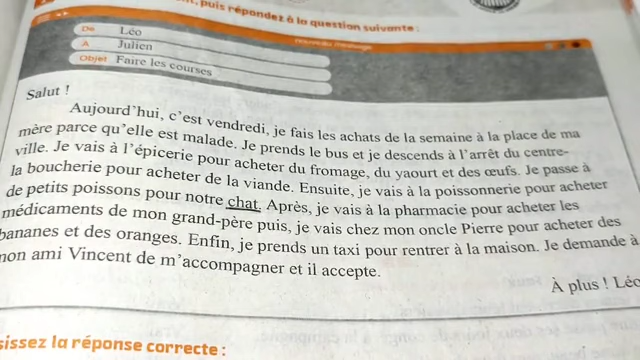 puis répondez à la question suivante :
De Léo
A Julien
Objet Faire les courses
Salut !
Aujourd'hui, c'est vendredi, je fais les achats de la semaine à la place de ma
mère parce qu'elle est malade. Je prends le bus et je descends à l'arrêt du centre-
ville. Je vais à l'épicerie pour acheter du fromage, du yaourt et des œufs. Je passe à
la boucherie pour acheter de la viande. Ensuite, je vais à la poissonnerie pour acheter
de petits poissons pour notre chat. Après, je vais à la pharmacie pour acheter les
médicaments de mon grand-père puis, je vais chez mon oncle Pierre pour acheter des
bananes et des oranges. Enfin, je prends un taxi pour rentrer à la maison. Je demande à
mon ami Vincent de m'accompagner et il accepte.
À plus ! Léo
sissez la réponse correcte :